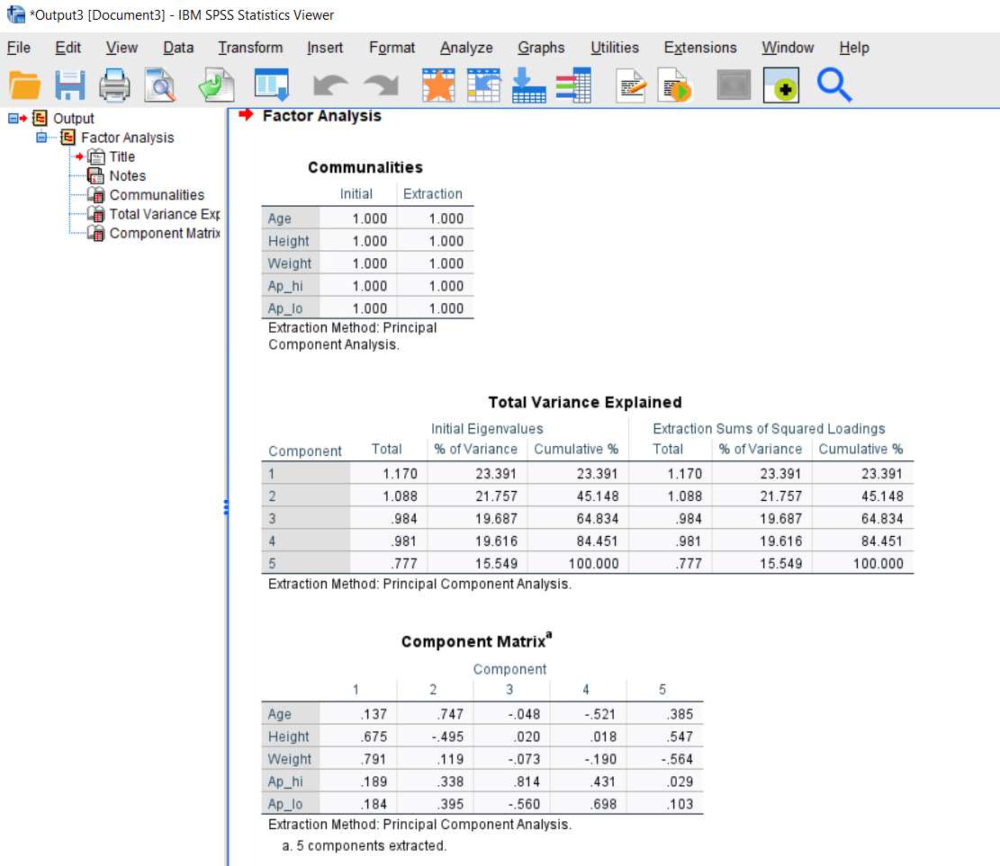 *Output3 [Document3] - IBM SPSS Statistics Viewer
File Edit View Data Transform Insert Format Analyze Graphs Utilities Extensions Window Help
Output
Factor Analysis
Title
Notes
Communalities
Total Variance Exp
Component Matrix
Factor Analysis
Communalities
Initial Extraction
Age 1.000 1.000
Height 1.000 1.000
Weight 1.000 1.000
Ap_hi 1.000 1.000
Ap_lo 1.000 1.000
Extraction Method: Principal
Component Analysis.
Total Variance Explained
Initial Eigenvalues Extraction Sums of Squared Loadings
Component Total % of Variance Cumulative % Total % of Variance Cumulative %
1 1.170 23.391 23.391 1.170 23.391 23.391
2 1.088 21.757 45.148 1.088 21.757 45.148
3 .984 19.687 64.834 .984 19.687 64.834
4 .981 19.616 84.451 .981 19.616 84.451
5 .777 15.549 100.000 .777 15.549 100.000
Extraction Method: Principal Component Analysis.
Component Matrixa
Component
1 2 3 4 5
Age .137 .747 -.048 -.521 .385
Height .675 -.495 .020 .018 .547
Weight .791 .119 -.073 -.190 -.564
Ap_hi .189 .338 .814 .431 .029
Ap_lo .184 .395 -.560 .698 .103
Extraction Method: Principal Component Analysis.
a. 5 components extracted.